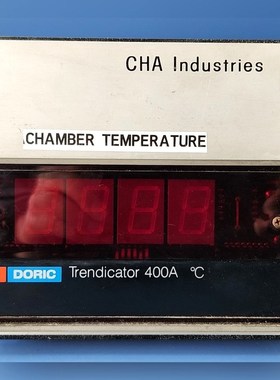 CHA Industries
CHAMBER TEMPERATURE
DORIC Trendicator 400A °C